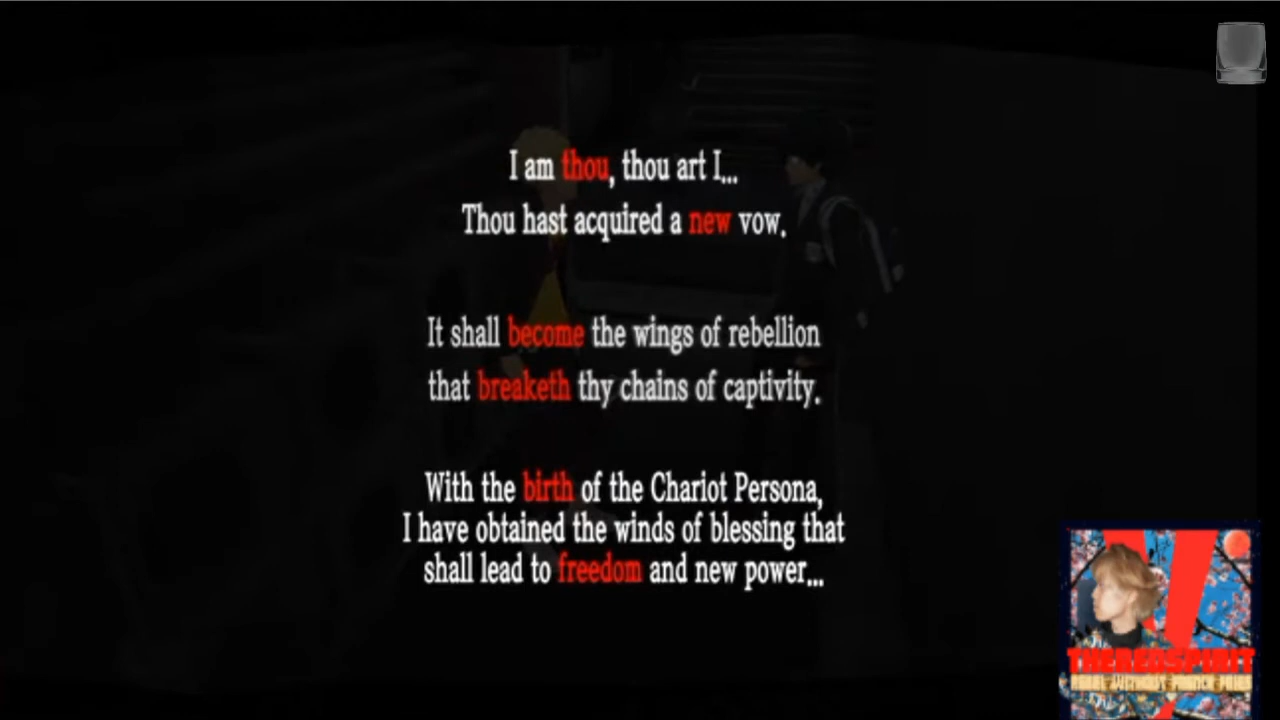 I am thou, thou art I...
Thou hast acquired a new vow.
It shall become the wings of rebellion
that breaketh thy chains of captivity.
With the birth of the Chariot Persona,
I have obtained the winds of blessing that
shall lead to freedom and new power...
THEREDSPIRIT